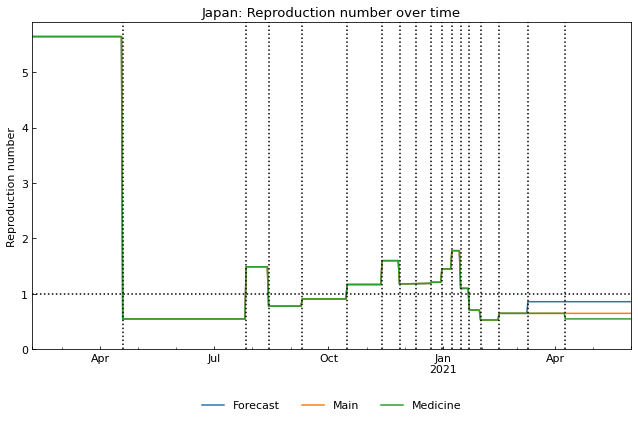 Japan: Reproduction number over time
Reproduction number
5
4
3
2
1
0
Apr
Jul
Oct
Jan
2021
Apr
Forecast
Main
Medicine